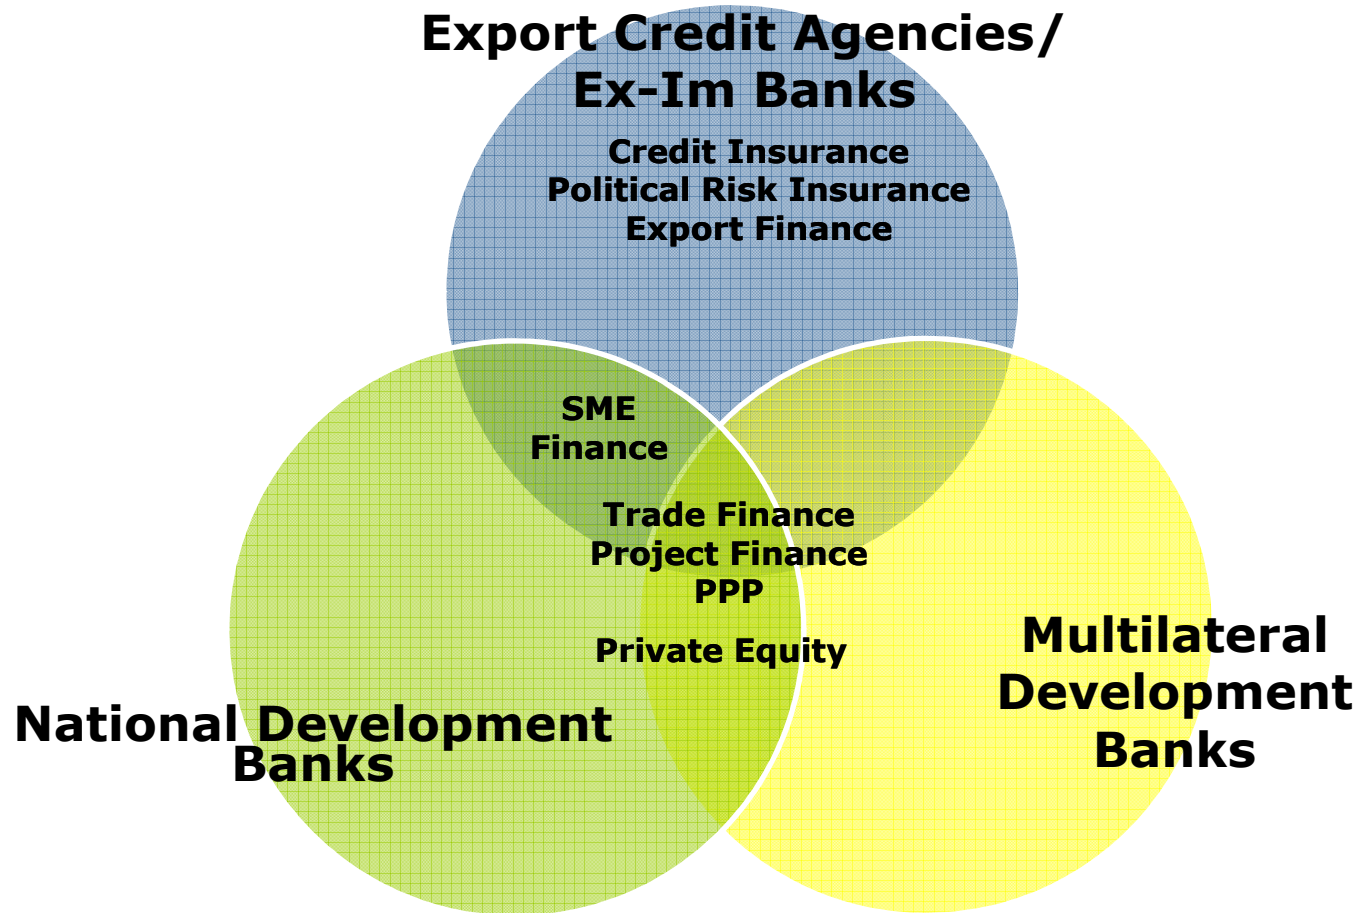 Export Credit Agencies/
Ex-Im Banks
Credit Insurance
Political Risk Insurance
Export Finance
SME
Finance
Trade Finance
Project Finance
PPP
Private Equity
National Development
Banks
Multilateral
Development
Banks